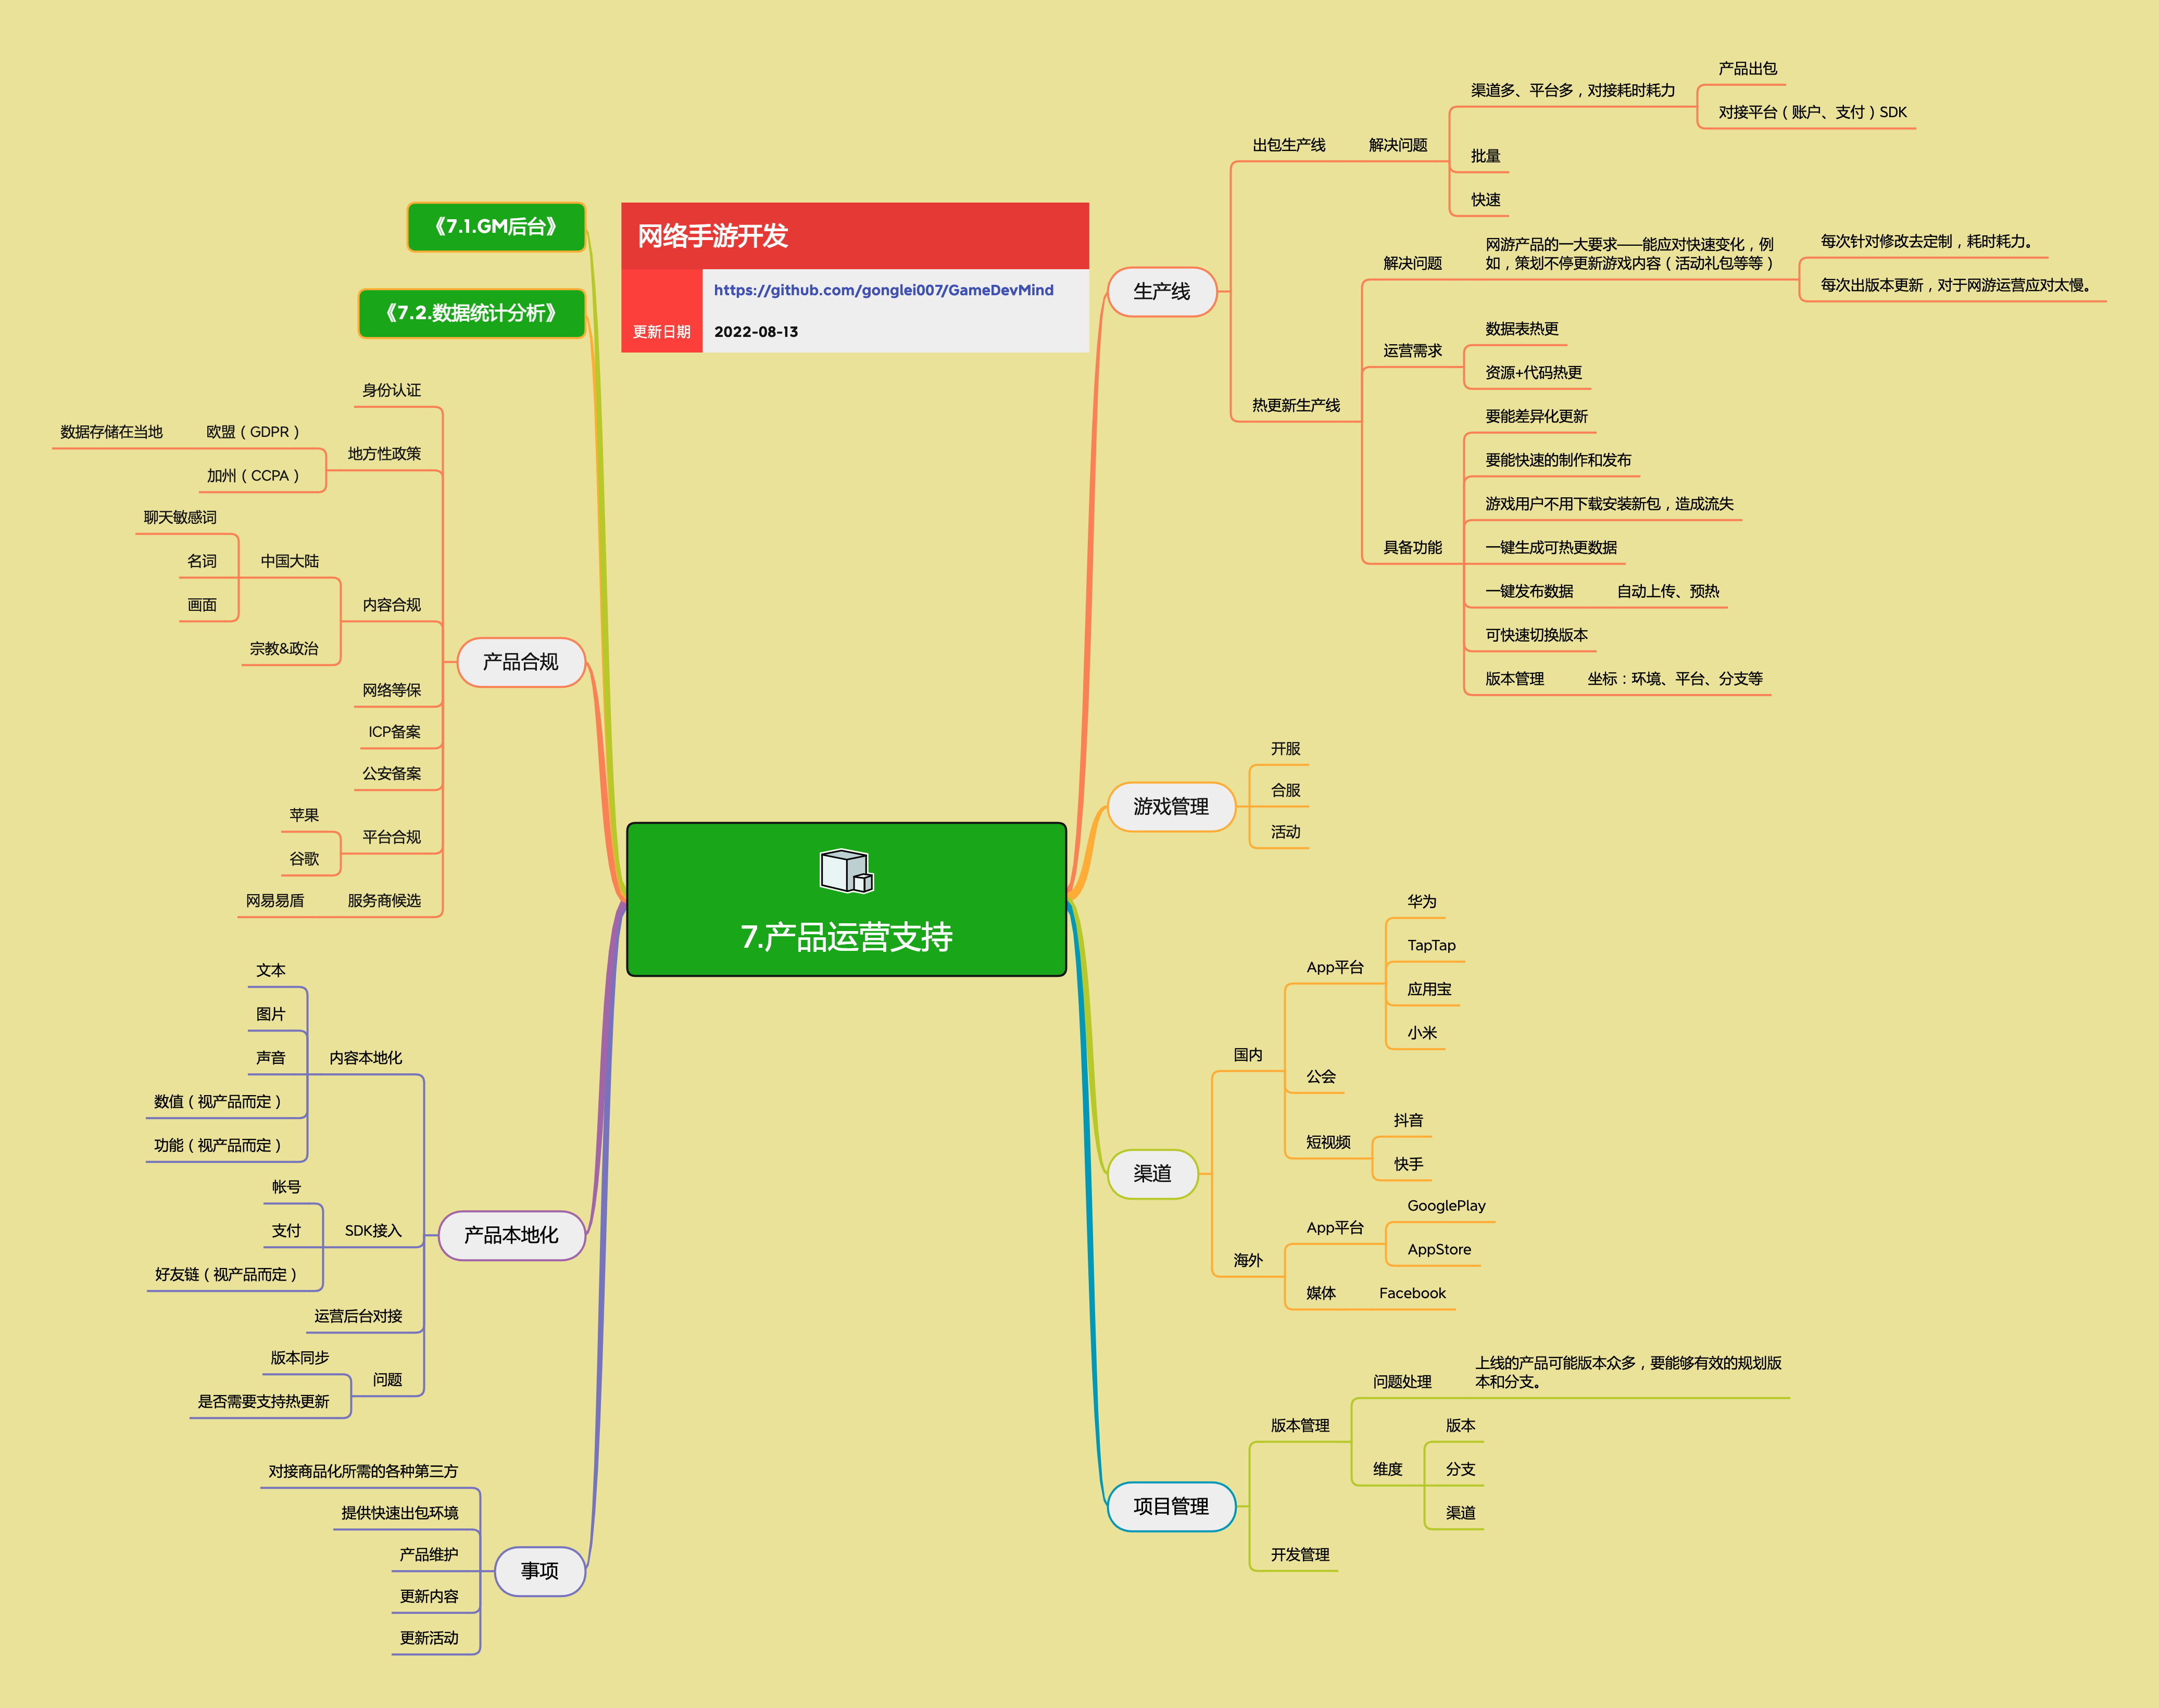 网络手游开发
https://github.com/gonglei007/GameDevMind
更新日期
2022-08-13
7.产品运营支持
生产线
出包生产线
解决问题
渠道多、平台多，对接耗时耗力
产品出包
对接平台（账户、支付）SDK
批量
快速
热更新生产线
解决问题
网游产品的一大要求——能应对快速变化，例
如，策划不停更新游戏内容（活动礼包等等）
每次针对修改去定制，耗时耗力。
每次出版本更新，对于网游运营应对太慢。
运营需求
数据表热更
资源+代码热更
具备功能
要能差异化更新
要能快速的制作和发布
游戏用户不用下载安装新包，造成流失
一键生成可热更数据
一键发布数据
自动上传、预热
可快速切换版本
版本管理
坐标：环境、平台、分支等
游戏管理
开服
合服
活动
渠道
国内
App平台
华为
TapTap
应用宝
小米
公会
短视频
抖音
快手
海外
App平台
GooglePlay
AppStore
媒体
Facebook
项目管理
版本管理
问题处理
上线的产品可能版本众多，要能够有效的规划版
本和分支。
维度
版本
分支
渠道
开发管理
《7.1.GM后台》
《7.2.数据统计分析》
产品合规
身份认证
地方性政策
欧盟（GDPR）
数据存储在当地
加州（CCPA）
内容合规
中国大陆
聊天敏感词
名词
画面
宗教&政治
网络等保
ICP备案
公安备案
平台合规
苹果
谷歌
服务商候选
网易易盾
产品本地化
内容本地化
文本
图片
声音
数值（视产品而定）
功能（视产品而定）
SDK接入
帐号
支付
好友链（视产品而定）
运营后台对接
问题
版本同步
是否需要支持热更新
事项
对接商品化所需的各种第三方
提供快速出包环境
产品维护
更新内容
更新活动